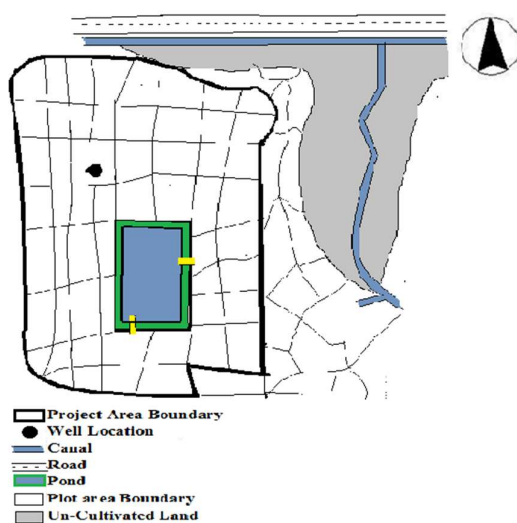 Project Area Boundary
Well Location
Canal
Road
Pond
Plot area Boundary
Un-Cultivated Land